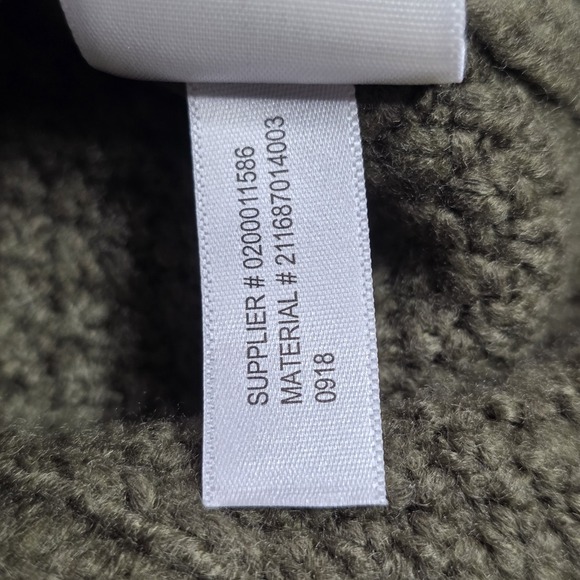 SUPPLIER # 0200011586
MATERIAL # 211687014003
0918